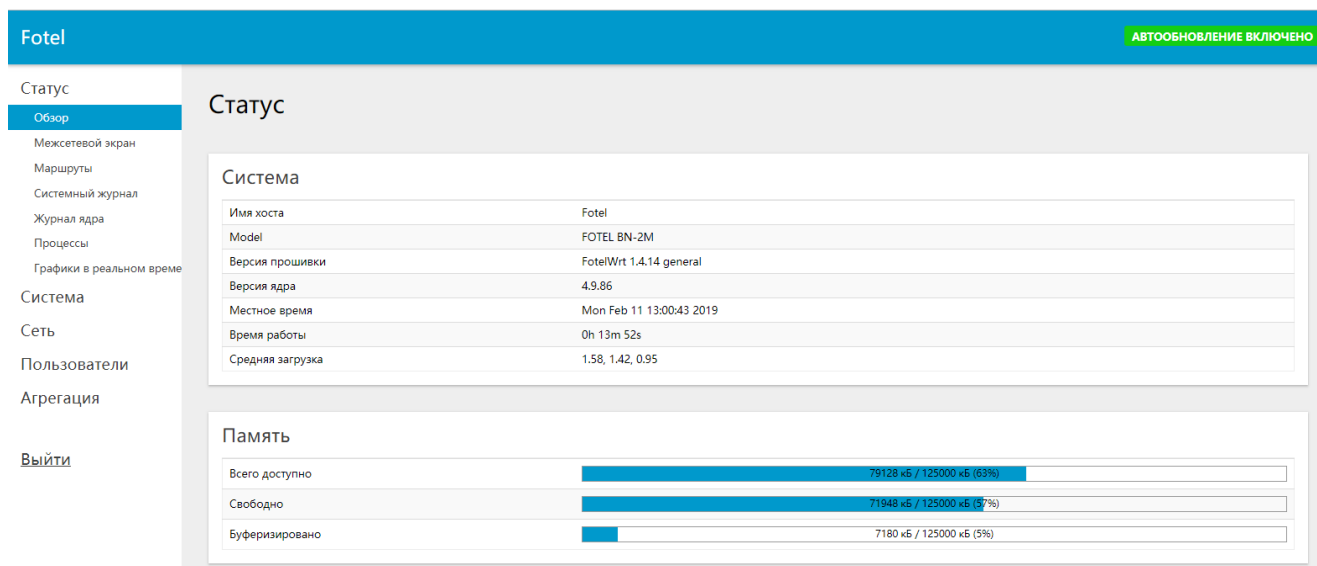 Fotel
АВТООБНОВЛЕНИЕ ВКЛЮЧЕНО
Статус
Обзор
Межсетевой экран
Маршруты
Системный журнал
Журнал ядра
Процессы
Графики в реальном време
Система
Сеть
Пользователи
Агрегация
Выйти
Статус
Система
Имя хоста Fotel
Model FOTEL BN-2M
Версия прошивки FotelWrt 1.4.14 general
Версия ядра 4.9.86
Местное время Mon Feb 11 13:00:43 2019
Время работы 0h 13m 52s
Средняя загрузка 1.58, 1.42, 0.95
Память
Всего доступно 79128 кБ / 125000 кБ (63%)
Свободно 71948 кБ / 125000 кБ (57%)
Буферизировано 7180 кБ / 125000 кБ (5%)